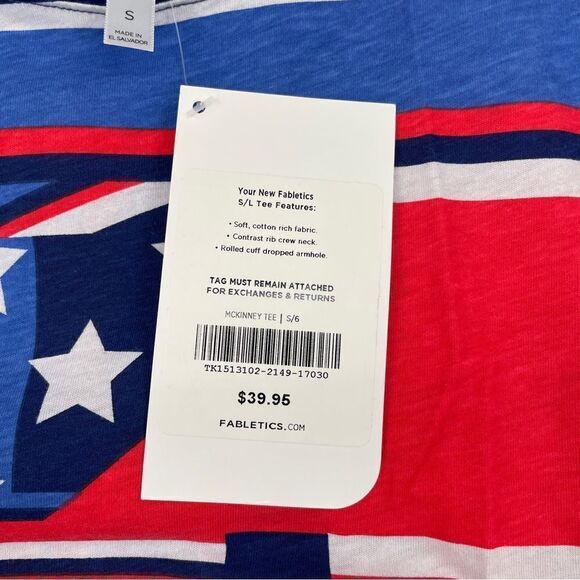 S
MADE IN
EL SALVADOR
Your New Fabletics
S/L Tee Features:
• Soft, cotton rich fabric.
• Contrast rib crew neck.
• Rolled cuff dropped armhole.
TAG MUST REMAIN ATTACHED
FOR EXCHANGES & RETURNS
MCKINNEY TEE | S/6
TK1513102-2149-17030
$39.95
FABLETICS.COM